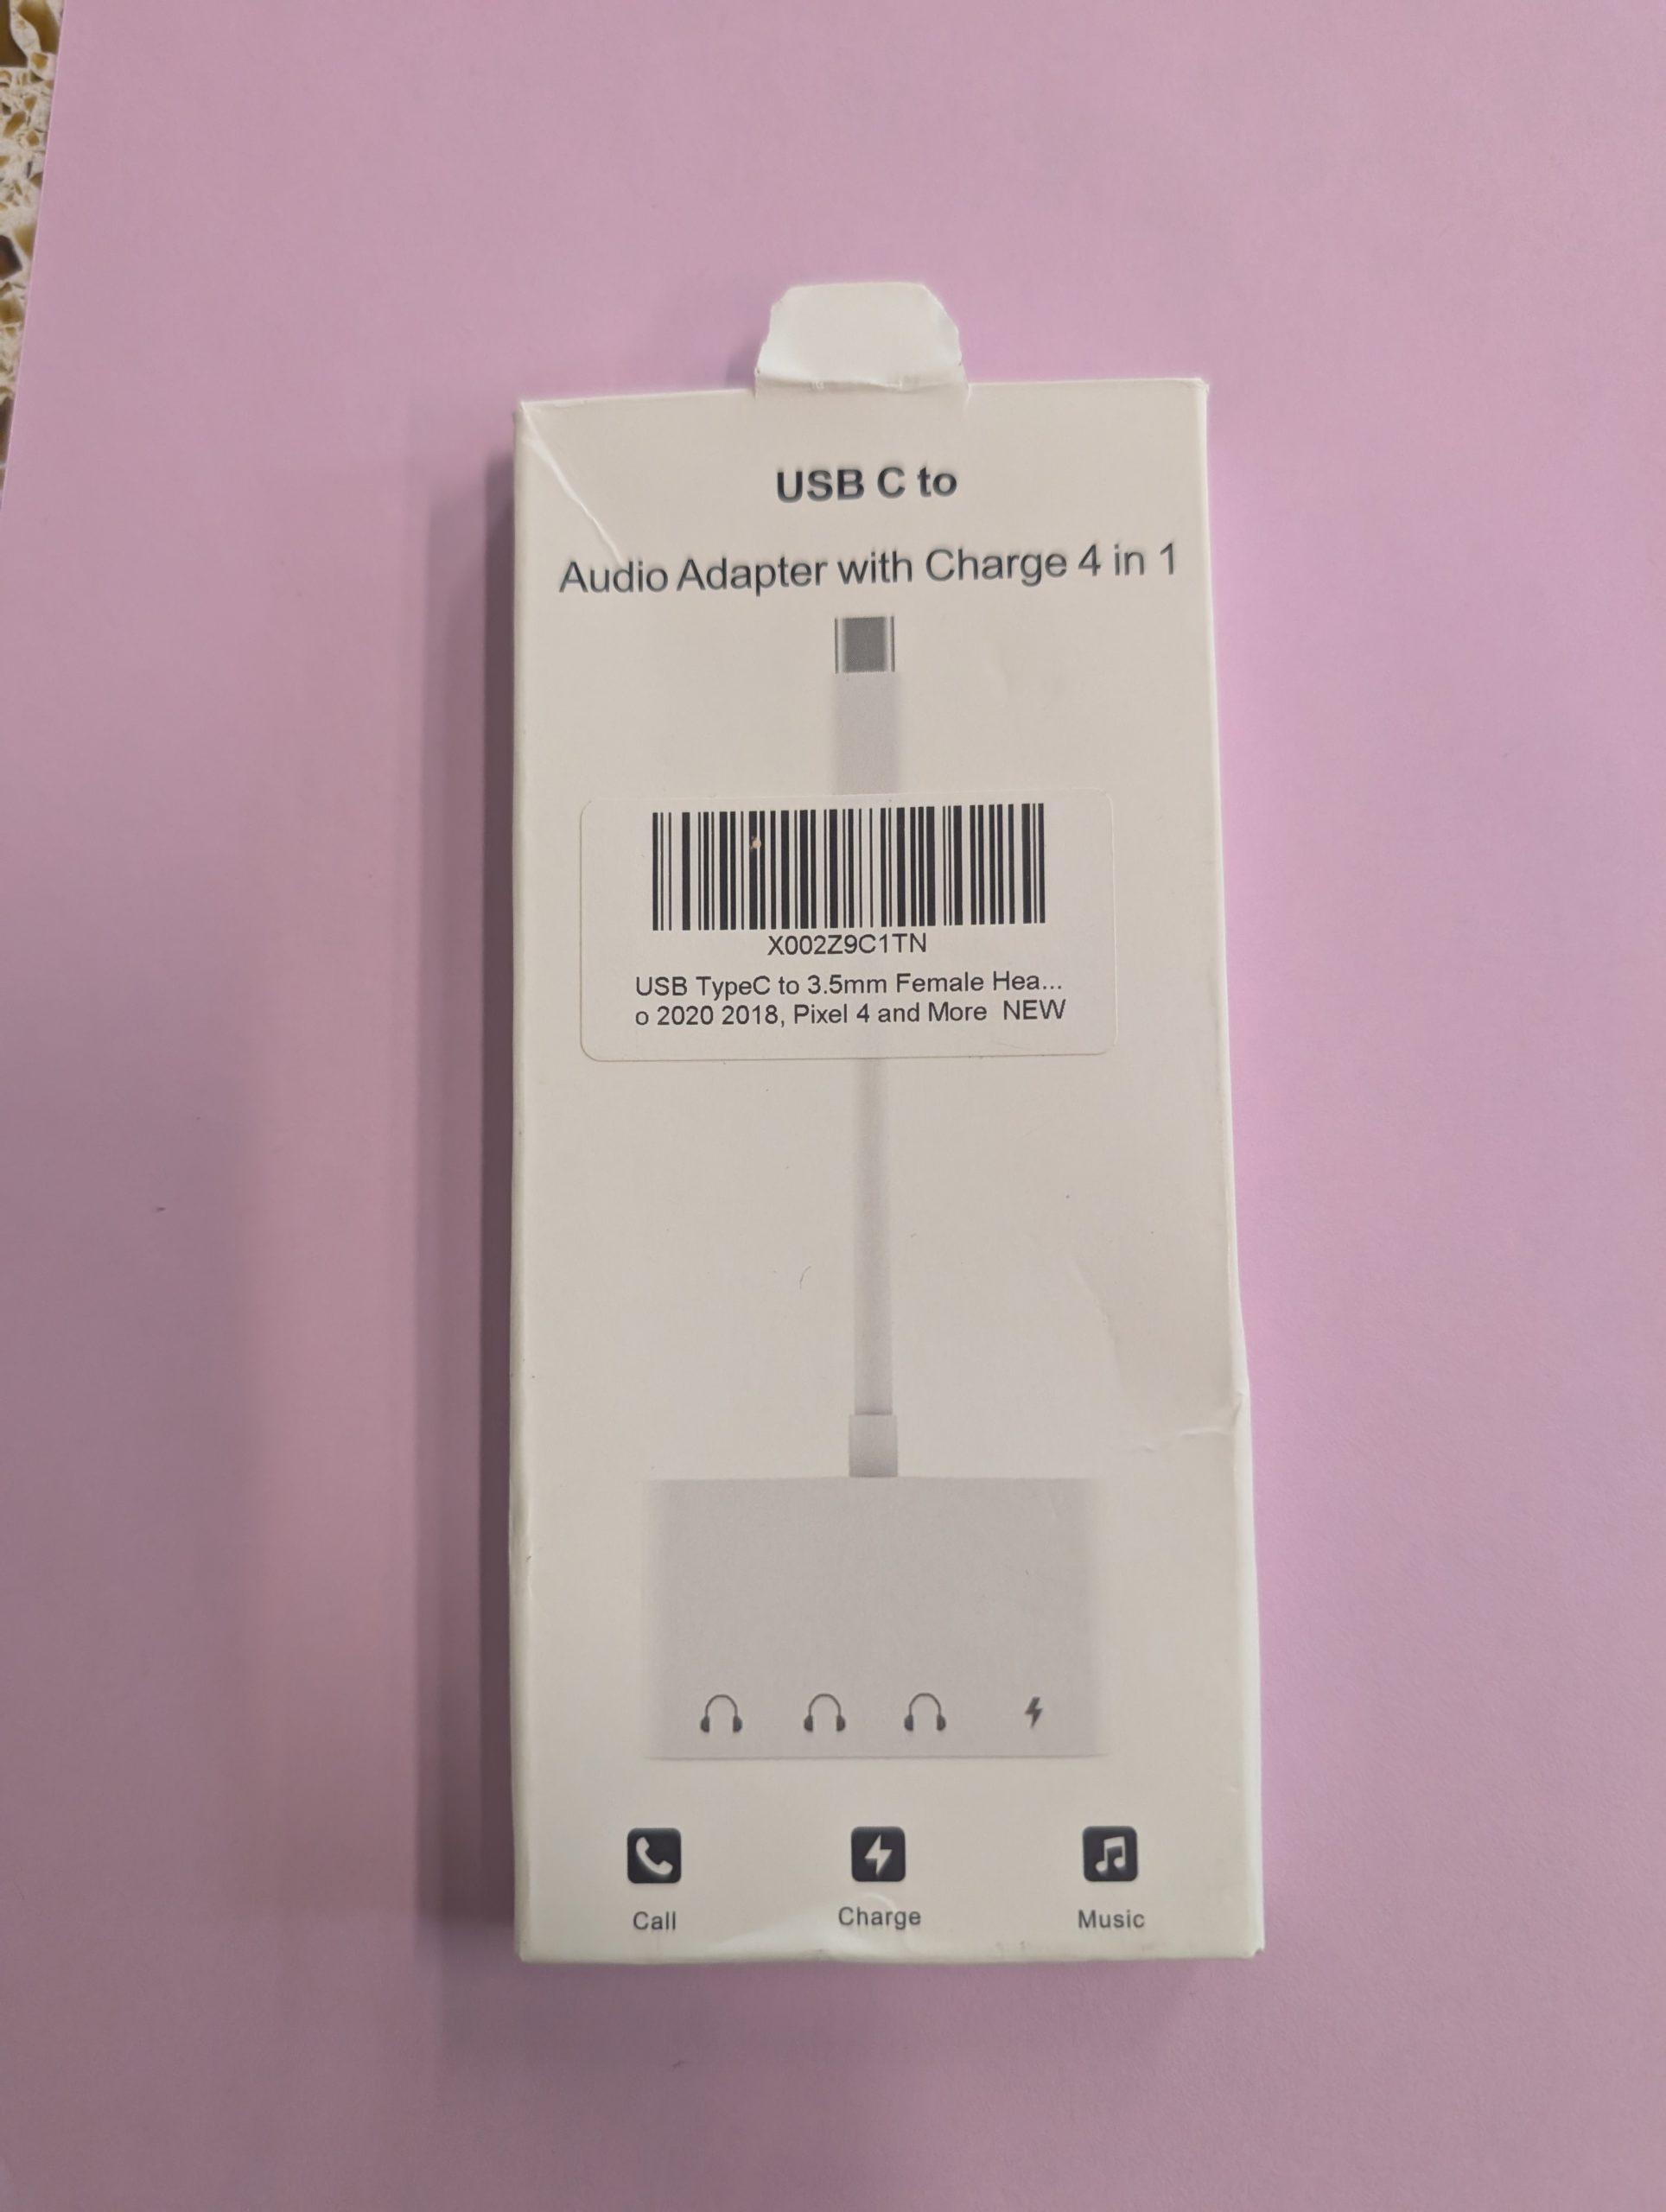 USB C to
Audio Adapter with Charge 4 in 1
X002Z9C1TN
USB TypeC to 3.5mm Female Hea...
o 2020 2018, Pixel 4 and More NEW
Call
Charge
Music